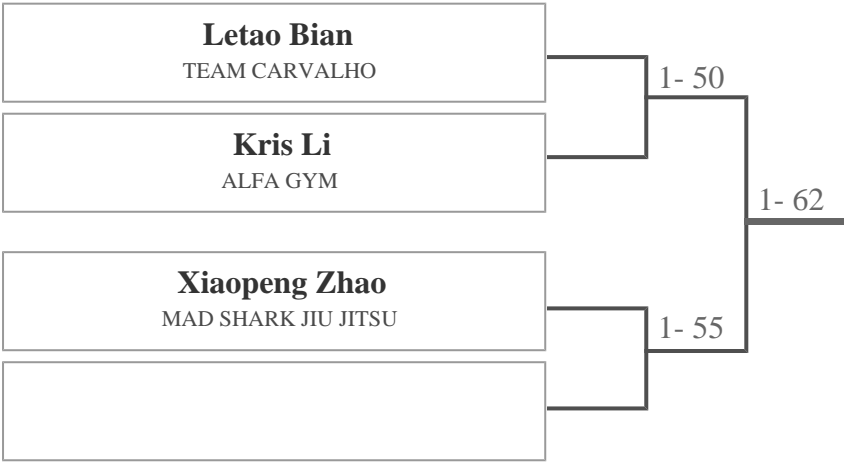 Letao Bian
TEAM CARVALHO
1- 50
Kris Li
ALFA GYM
1- 62
Xiaopeng Zhao
MAD SHARK JIU JITSU
1- 55